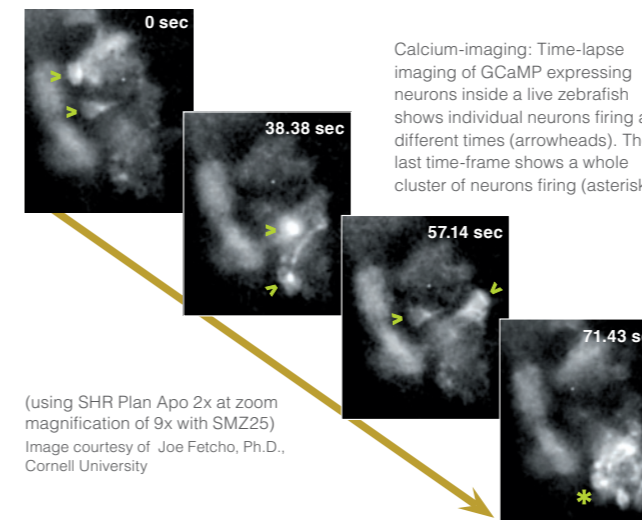 0 sec
Calcium-imaging: Time-lapse
imaging of GCaMP expressing
neurons inside a live zebrafish
shows individual neurons firing
38.38 sec
different times (arrowheads).
last time-frame shows a whole
cluster of neurons firing
57.14 sec
71.43
(using SHR Plan Apo 2x at zoom
magnification of 9x with SMZ25)
Image courtesy of Joe Fetcho, Ph.D.,
Cornell University
*